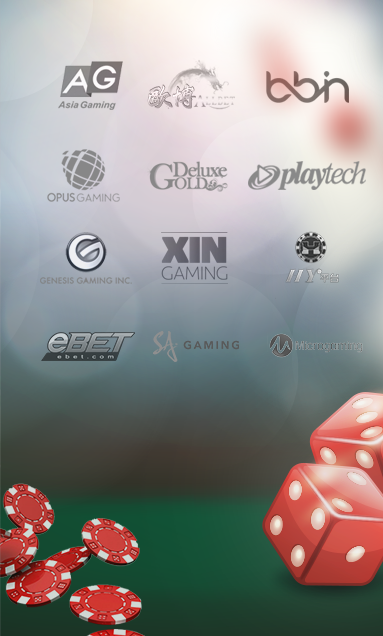 AG
Asia Gaming
歐博 ALLBET
bbin
OPUS GAMING
Gold Deluxe
playtech
GENESIS GAMING INC.
XIN
GAMING
eBET
ebet.com
SA GAMING
Microgaming